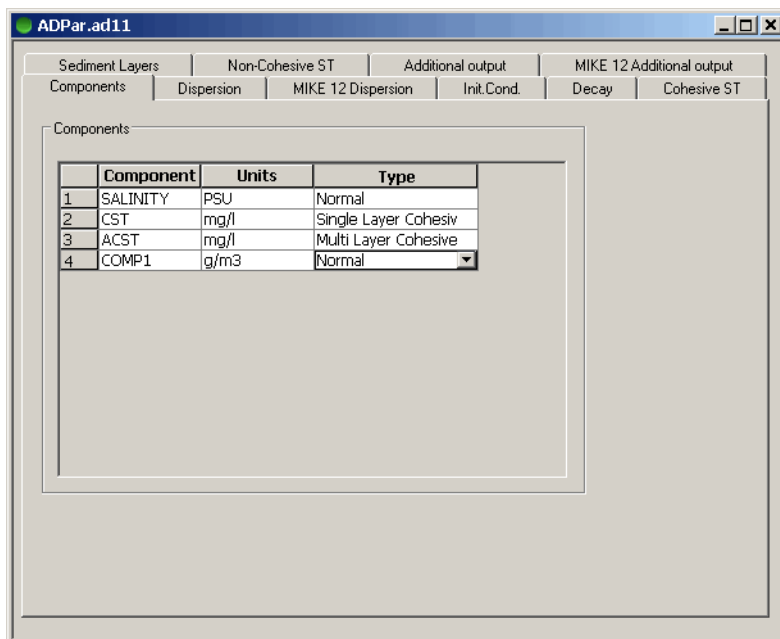 ADPar.ad11
Sediment Layers Non-Cohesive ST Additional output MIKE 12 Additional output
Components Dispersion MIKE 12 Dispersion Init.Cond. Decay Cohesive ST
Components
Component Units Type
1 SALINITY PSU Normal
2 CST mg/l Single Layer Cohesiv
3 ACST mg/l Multi Layer Cohesive
4 COMP1 g/m3 Normal